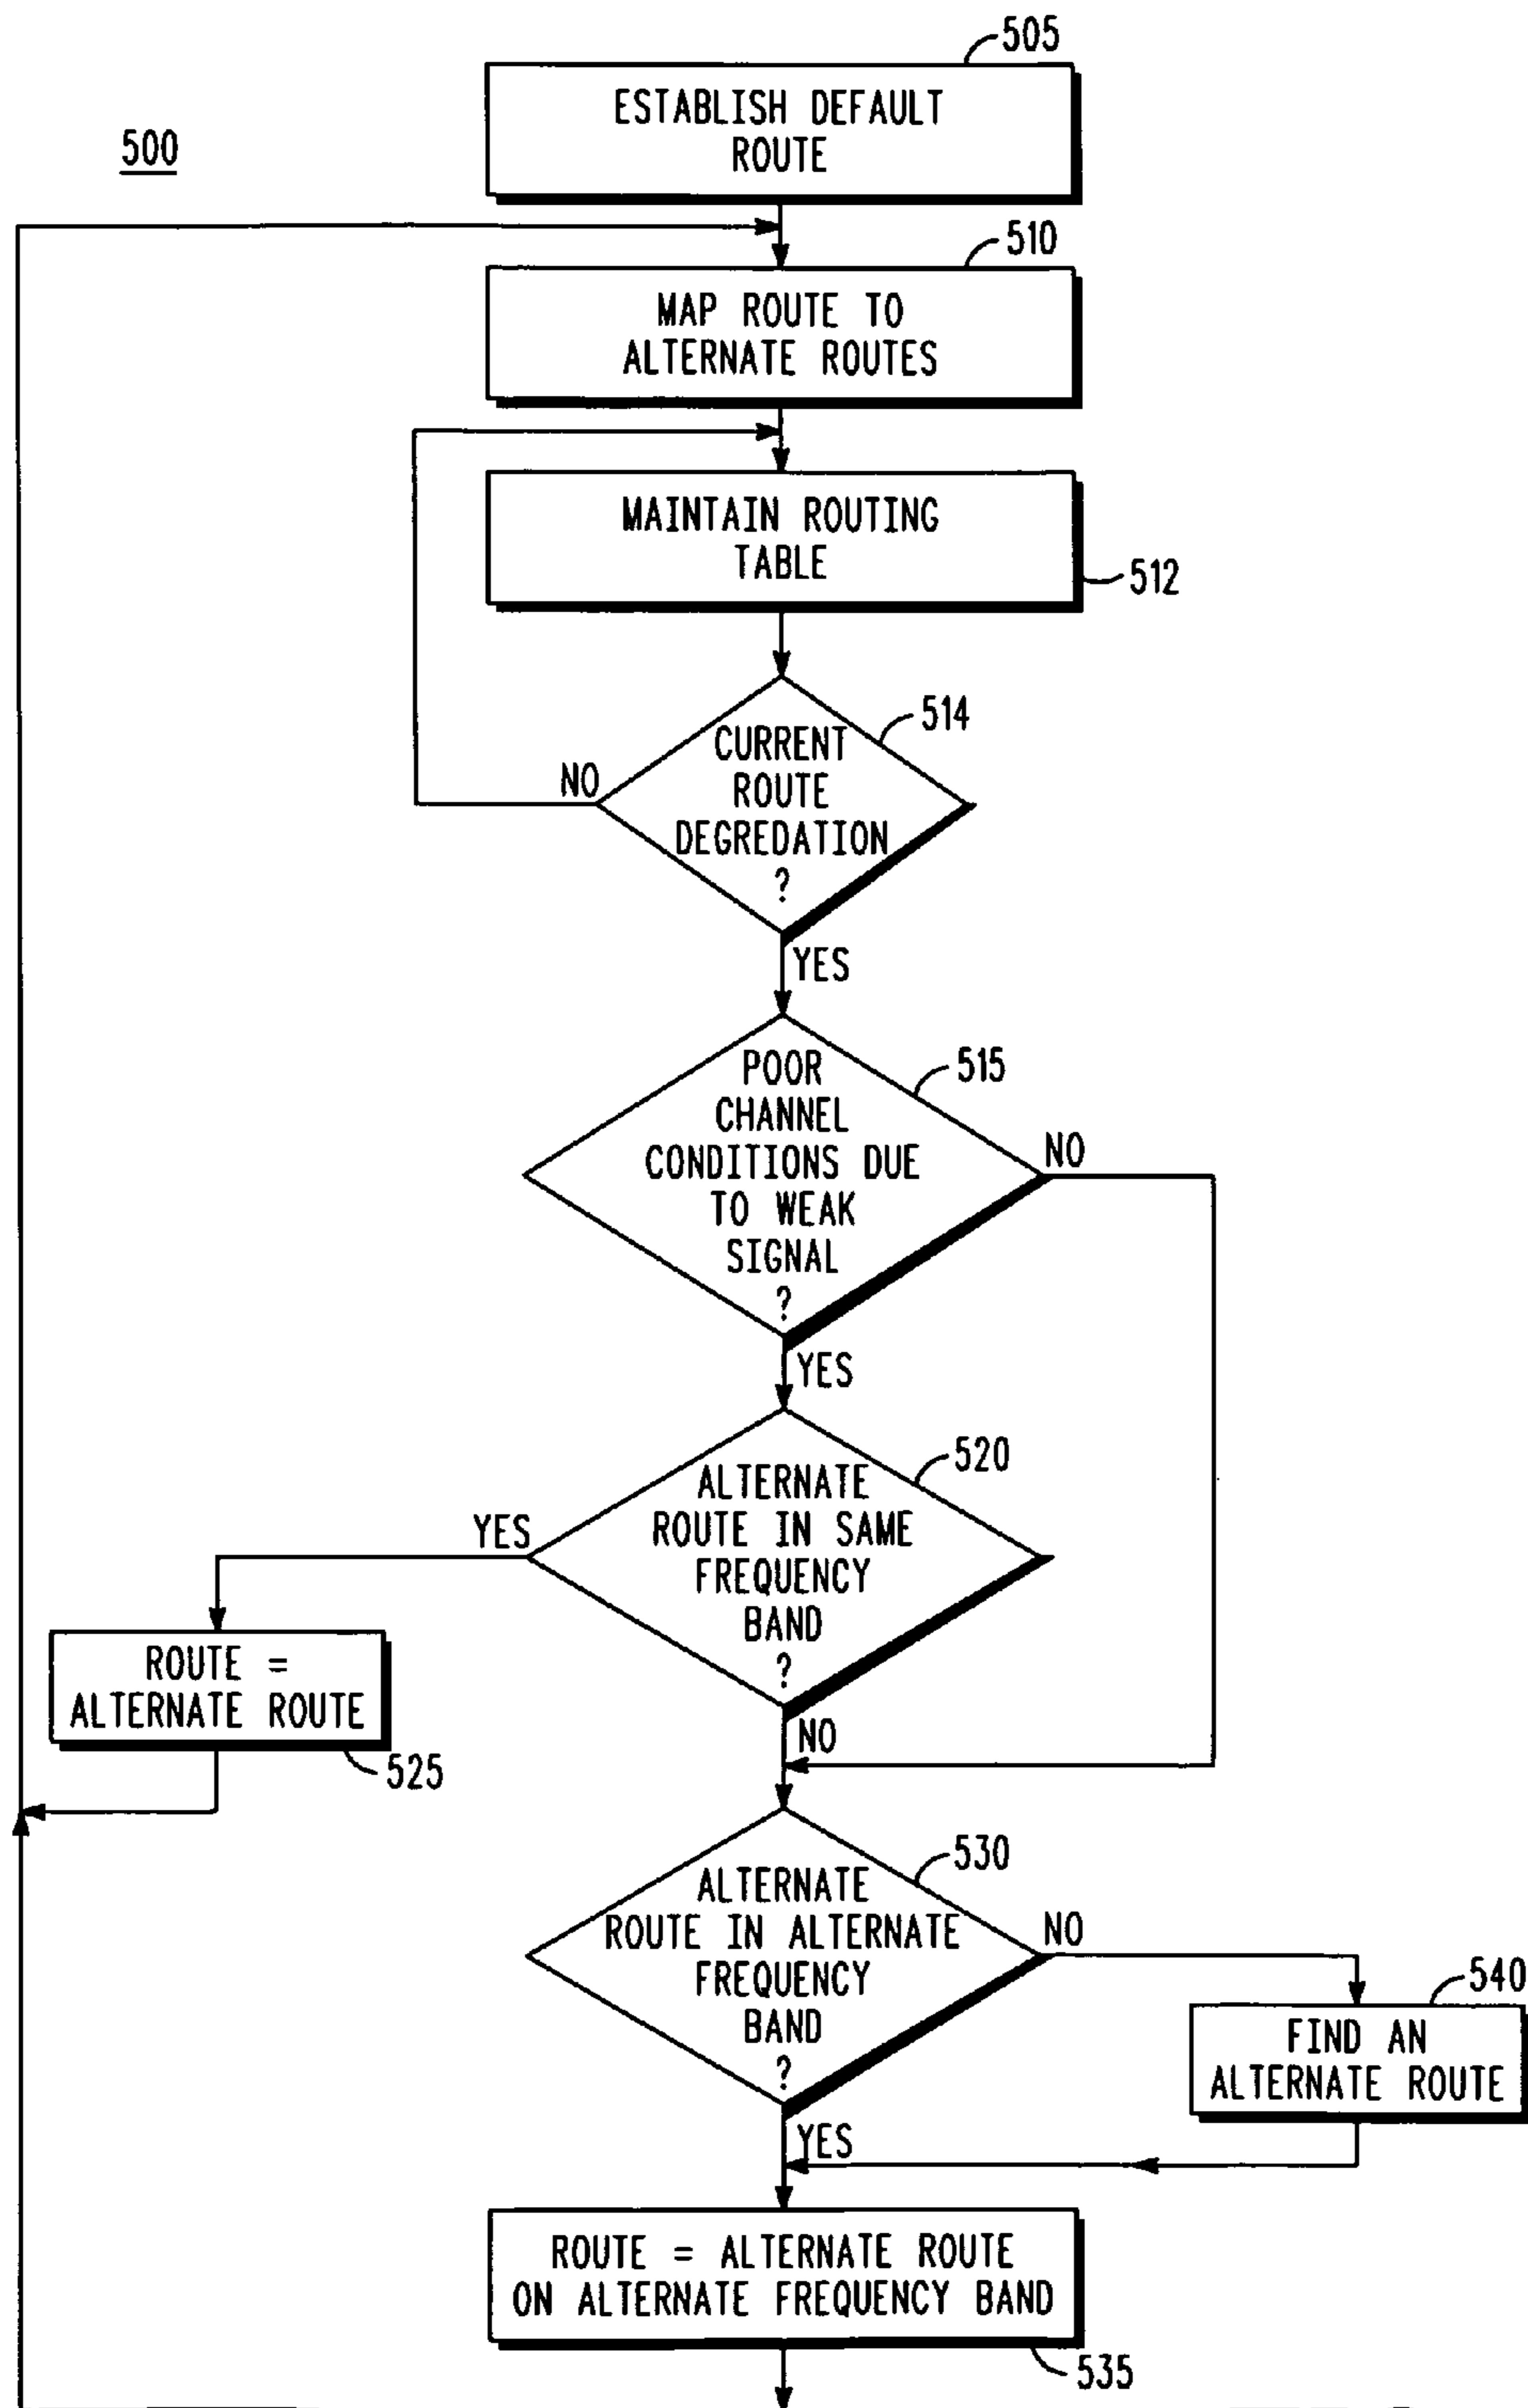 505
ESTABLISH DEFAULT
ROUTE
500
510
MAP ROUTE TO
ALTERNATE ROUTES
MAINTAIN ROUTING
TABLE
512
514
CURRENT
ROUTE
DEGREDATION
?
NO
YES
515
POOR
CHANNEL
CONDITIONS DUE
TO WEAK
SIGNAL
?
NO
YES
520
ALTERNATE
ROUTE IN SAME
FREQUENCY
BAND
?
YES
NO
ROUTE =
ALTERNATE ROUTE
525
530
ALTERNATE
ROUTE IN ALTERNATE
FREQUENCY
BAND
?
NO
540
FIND AN
ALTERNATE ROUTE
YES
ROUTE = ALTERNATE ROUTE
ON ALTERNATE FREQUENCY BAND
535